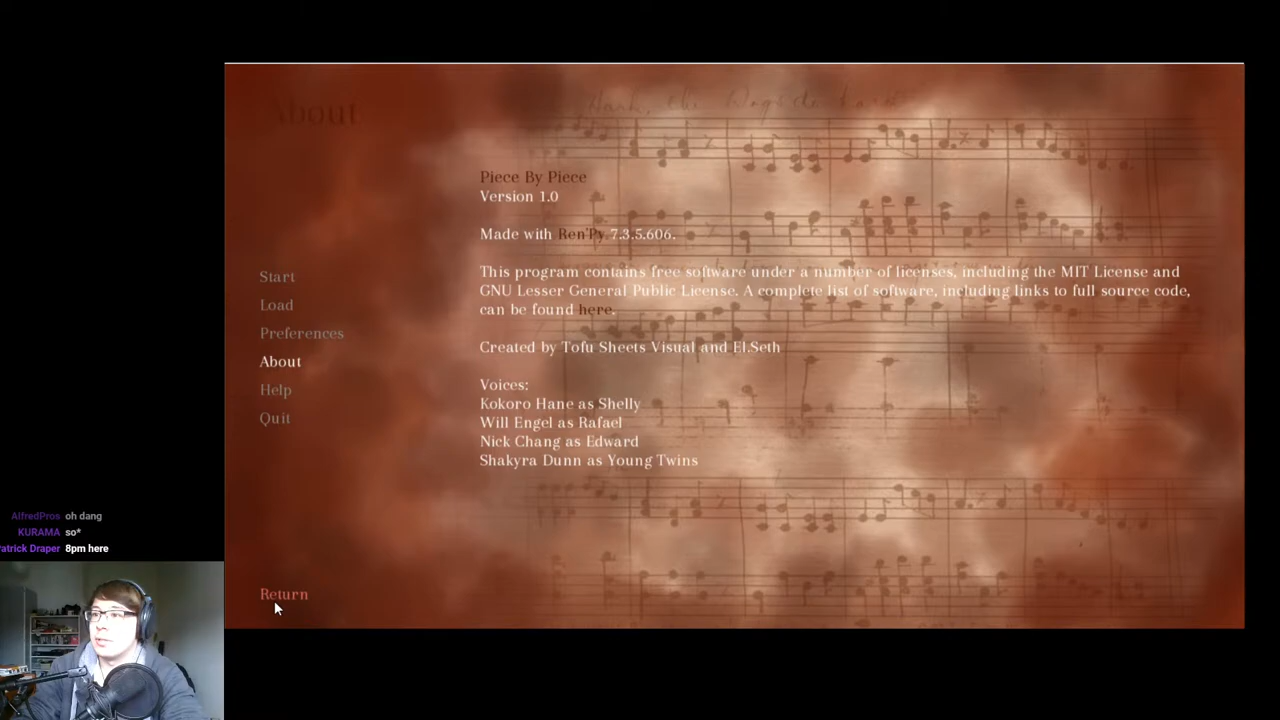 About
Piece By Piece
Version 1.0
Made with Ren'Py 7.3.5.606.
This program contains free software under a number of licenses, including the MIT License and
GNU Lesser General Public License. A complete list of software, including links to full source code,
can be found here.
Created by Tofu Sheets Visual and El.Seth
Voices:
Kokoro Hane as Shelly
Will Engel as Rafael
Nick Chang as Edward
Shakyra Dunn as Young Twins
Start
Load
Preferences
About
Help
Quit
Return
AlfredPros oh dang
KURAMA so*
atrick Draper 8pm here